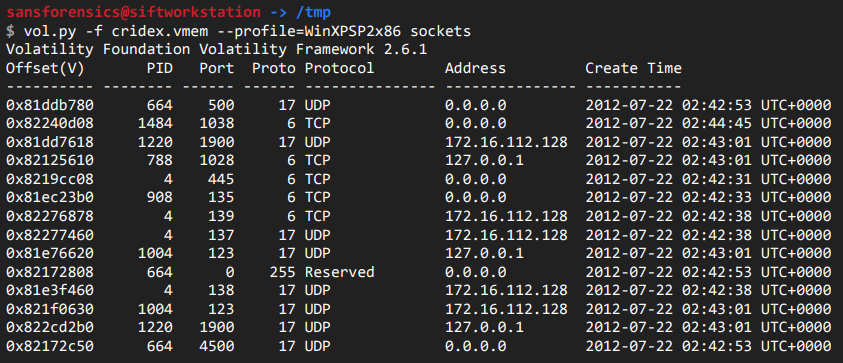 sansforensics@siftworkstation -> /tmp
$ vol.py -f cridex.vmem --profile=WinXPSP2x86 sockets
Volatility Foundation Volatility Framework 2.6.1
Offset(V)       PID   Port  Proto Protocol        Address         Create Time
---------- -------- ------ ------ --------------- --------------- -----------
0x81ddb780      664    500     17 UDP             0.0.0.0         2012-07-22 02:42:53 UTC+0000
0x82240d08     1484   1038      6 TCP             0.0.0.0         2012-07-22 02:44:45 UTC+0000
0x81dd7618     1220   1900     17 UDP             172.16.112.128  2012-07-22 02:43:01 UTC+0000
0x82125610      788   1028      6 TCP             127.0.0.1       2012-07-22 02:43:01 UTC+0000
0x8219cc08        4    445      6 TCP             0.0.0.0         2012-07-22 02:42:31 UTC+0000
0x81ec23b0      908    135      6 TCP             0.0.0.0         2012-07-22 02:42:33 UTC+0000
0x82276878        4    139      6 TCP             172.16.112.128  2012-07-22 02:42:38 UTC+0000
0x82277460        4    137     17 UDP             172.16.112.128  2012-07-22 02:42:38 UTC+0000
0x81e76620     1004    123     17 UDP             127.0.0.1       2012-07-22 02:43:01 UTC+0000
0x82172808      664      0    255 Reserved        0.0.0.0         2012-07-22 02:42:53 UTC+0000
0x81e3f460        4    138     17 UDP             172.16.112.128  2012-07-22 02:42:38 UTC+0000
0x821f0630     1004    123     17 UDP             172.16.112.128  2012-07-22 02:43:01 UTC+0000
0x822cd2b0     1220   1900     17 UDP             127.0.0.1       2012-07-22 02:43:01 UTC+0000
0x82172c50      664   4500     17 UDP             0.0.0.0         2012-07-22 02:42:53 UTC+0000